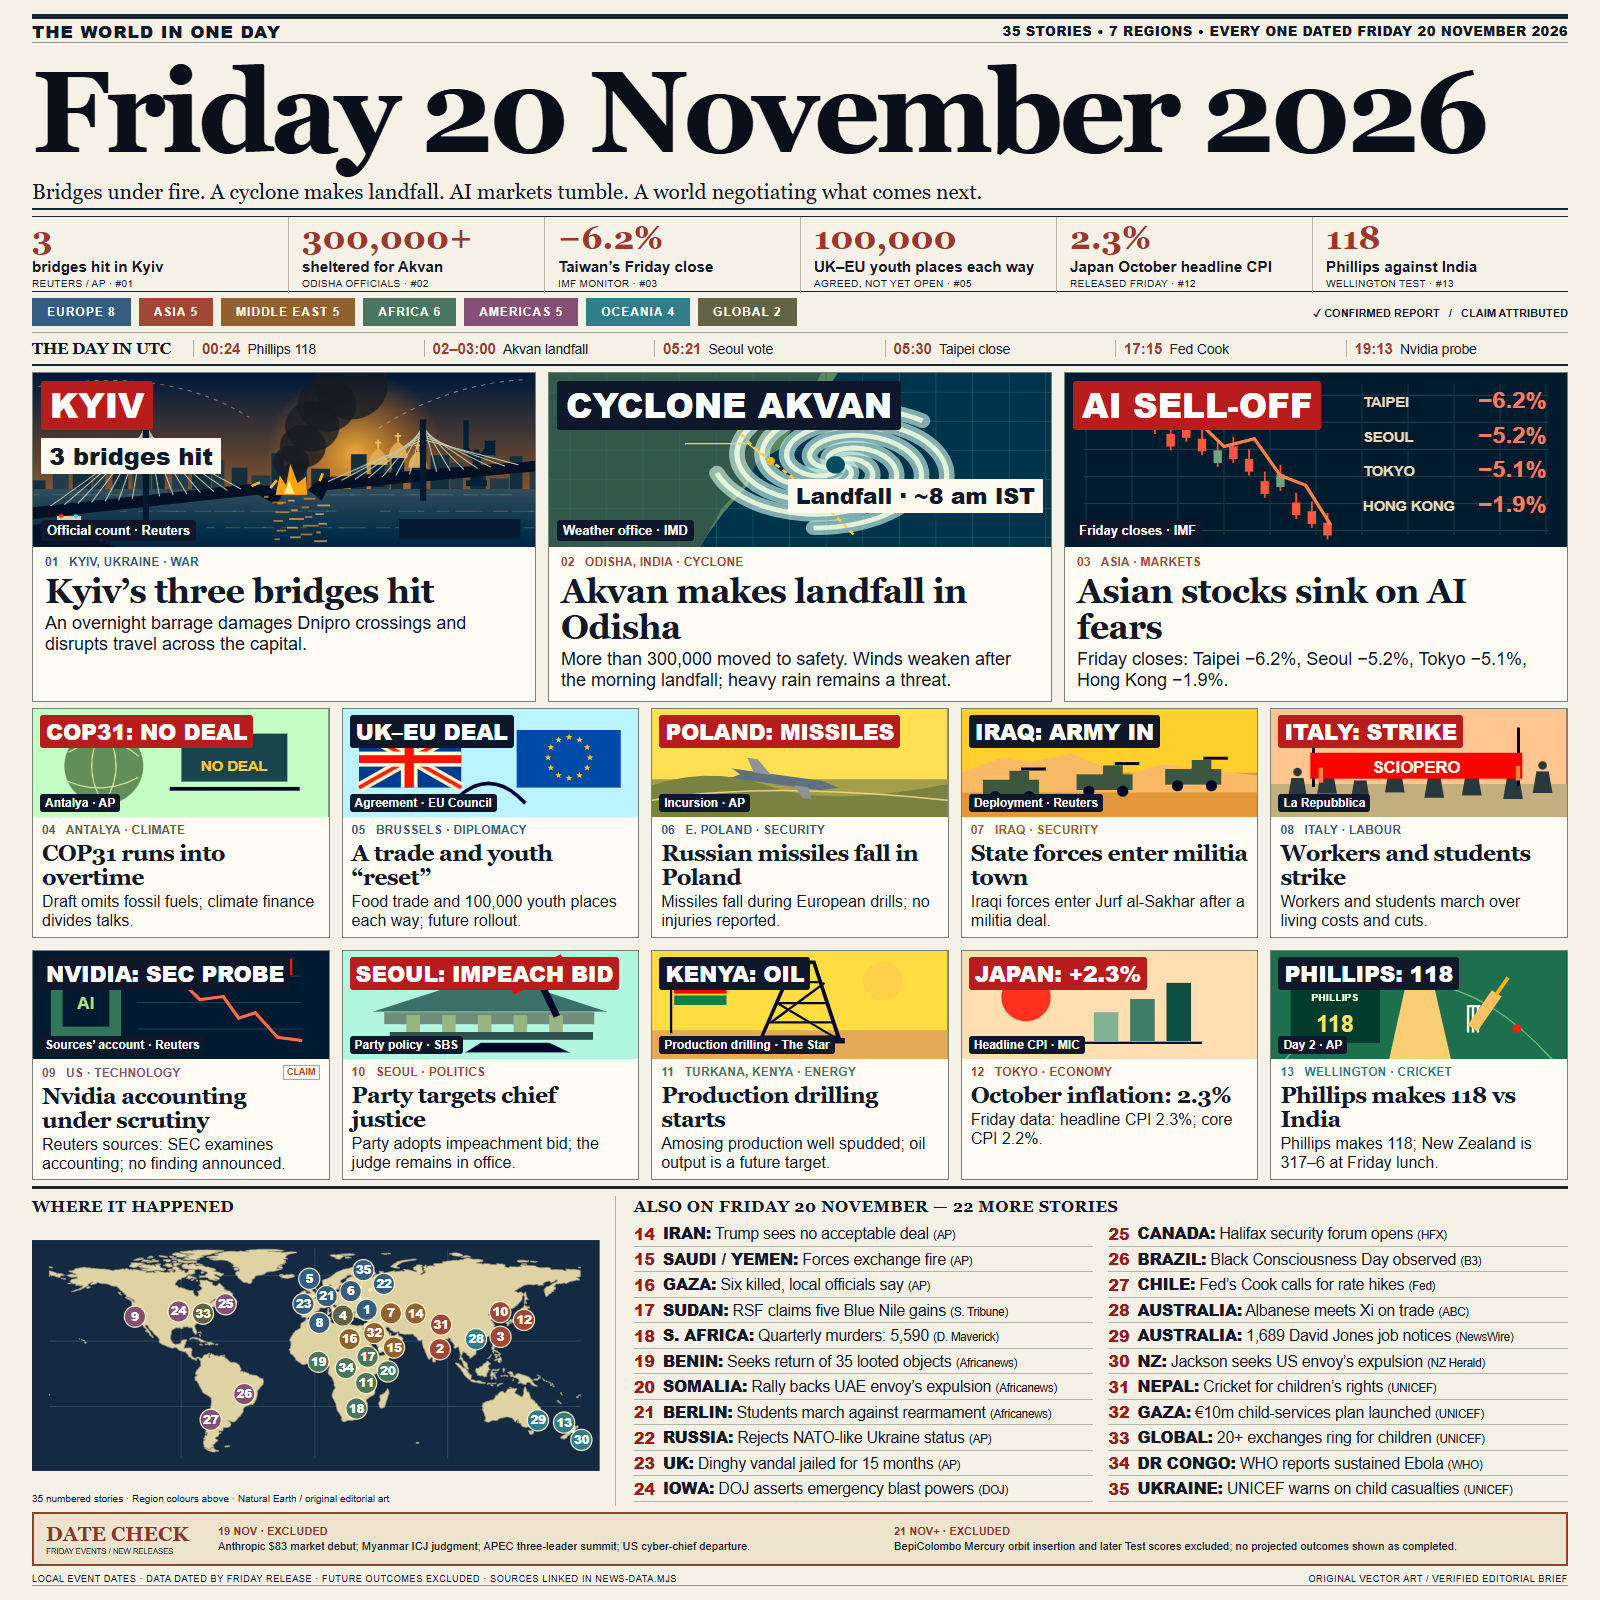 THE WORLD IN ONE DAY
35 STORIES • 7 REGIONS • EVERY ONE DATED FRIDAY 20 NOVEMBER 2026
Friday 20 November 2026
Bridges under fire. A cyclone makes landfall. AI markets tumble. A world negotiating what comes next.
3
bridges hit in Kyiv
REUTERS / AP · #01
300,000+
sheltered for Akvan
ODISHA OFFICIALS · #02
−6.2%
Taiwan’s Friday close
IMF MONITOR · #03
100,000
UK–EU youth places each way
AGREED, NOT YET OPEN · #05
2.3%
Japan October headline CPI
RELEASED FRIDAY · #12
118
Phillips against India
WELLINGTON TEST · #13
EUROPE 8
ASIA 5
MIDDLE EAST 5
AFRICA 6
AMERICAS 5
OCEANIA 4
GLOBAL 2
✓ CONFIRMED REPORT / CLAIM ATTRIBUTED
THE DAY IN UTC
00:24 Phillips 118
02–03:00 Akvan landfall
05:21 Seoul vote
05:30 Taipei close
17:15 Fed Cook
19:13 Nvidia probe
KYIV
3 bridges hit
Official count · Reuters
01 KYIV, UKRAINE · WAR
Kyiv’s three bridges hit
An overnight barrage damages Dnipro crossings and
disrupts travel across the capital.
CYCLONE AKVAN
Landfall · ~8 am IST
Weather office · IMD
02 ODISHA, INDIA · CYCLONE
Akvan makes landfall in
Odisha
More than 300,000 moved to safety. Winds weaken after
the morning landfall; heavy rain remains a threat.
AI SELL-OFF
TAIPEI −6.2%
SEOUL −5.2%
TOKYO −5.1%
HONG KONG −1.9%
Friday closes · IMF
03 ASIA · MARKETS
Asian stocks sink on AI
fears
Friday closes: Taipei −6.2%, Seoul −5.2%, Tokyo −5.1%,
Hong Kong −1.9%.
COP31: NO DEAL
NO DEAL
Antalya · AP
04 ANTALYA · CLIMATE
COP31 runs into
overtime
Draft omits fossil fuels; climate finance
divides talks.
UK–EU DEAL
Agreement · EU Council
05 BRUSSELS · DIPLOMACY
A trade and youth
“reset”
Food trade and 100,000 youth places
each way; future rollout.
POLAND: MISSILES
Incursion · AP
06 E. POLAND · SECURITY
Russian missiles fall in
Poland
Missiles fall during European drills; no
injuries reported.
IRAQ: ARMY IN
Deployment · Reuters
07 IRAQ · SECURITY
State forces enter militia
town
Iraqi forces enter Jurf al-Sakhar after a
militia deal.
ITALY: STRIKE
SCIOPERO
La Repubblica
08 ITALY · LABOUR
Workers and students
strike
Workers and students march over
living costs and cuts.
NVIDIA: SEC PROBE
AI
Sources’ account · Reuters
09 US · TECHNOLOGY
CLAIM
Nvidia accounting
under scrutiny
Reuters sources: SEC examines
accounting; no finding announced.
SEOUL: IMPEACH BID
Party policy · SBS
10 SEOUL · POLITICS
Party targets chief
justice
Party adopts impeachment bid; the
judge remains in office.
KENYA: OIL
Production drilling · The Star
11 TURKANA, KENYA · ENERGY
Production drilling
starts
Amosing production well spudded; oil
output is a future target.
JAPAN: +2.3%
Headline CPI · MIC
12 TOKYO · ECONOMY
October inflation: 2.3%
Friday data: headline CPI 2.3%; core
CPI 2.2%.
PHILLIPS: 118
PHILLIPS
118
Day 2 · AP
13 WELLINGTON · CRICKET
Phillips makes 118 vs
India
Phillips makes 118; New Zealand is
317–6 at Friday lunch.
WHERE IT HAPPENED
5
35
22
21
6
23
1
8
4
7
14
9
24
33
25
10
12
3
31
28
2
16
32
15
19
17
34
20
11
18
26
27
29
13
30
35 numbered stories · Region colours above · Natural Earth / original editorial art
ALSO ON FRIDAY 20 NOVEMBER — 22 MORE STORIES
14 IRAN: Trump sees no acceptable deal (AP)
15 SAUDI / YEMEN: Forces exchange fire (AP)
16 GAZA: Six killed, local officials say (AP)
17 SUDAN: RSF claims five Blue Nile gains (S. Tribune)
18 S. AFRICA: Quarterly murders: 5,590 (D. Maverick)
19 BENIN: Seeks return of 35 looted objects (Africanews)
20 SOMALIA: Rally backs UAE envoy’s expulsion (Africanews)
21 BERLIN: Students march against rearmament (Africanews)
22 RUSSIA: Rejects NATO-like Ukraine status (AP)
23 UK: Dinghy vandal jailed for 15 months (AP)
24 IOWA: DOJ asserts emergency blast powers (DOJ)
25 CANADA: Halifax security forum opens (HFX)
26 BRAZIL: Black Consciousness Day observed (B3)
27 CHILE: Fed’s Cook calls for rate hikes (Fed)
28 AUSTRALIA: Albanese meets Xi on trade (ABC)
29 AUSTRALIA: 1,689 David Jones job notices (NewsWire)
30 NZ: Jackson seeks US envoy’s expulsion (NZ Herald)
31 NEPAL: Cricket for children’s rights (UNICEF)
32 GAZA: €10m child-services plan launched (UNICEF)
33 GLOBAL: 20+ exchanges ring for children (UNICEF)
34 DR CONGO: WHO reports sustained Ebola (WHO)
35 UKRAINE: UNICEF warns on child casualties (UNICEF)
DATE CHECK
FRIDAY EVENTS / NEW RELEASES
19 NOV · EXCLUDED
Anthropic $83 market debut; Myanmar ICJ judgment; APEC three-leader summit; US cyber-chief departure.
21 NOV+ · EXCLUDED
BepiColombo Mercury orbit insertion and later Test scores excluded; no projected outcomes shown as completed.
LOCAL EVENT DATES · DATA DATED BY FRIDAY RELEASE · FUTURE OUTCOMES EXCLUDED · SOURCES LINKED IN NEWS-DATA.MJS
ORIGINAL VECTOR ART / VERIFIED EDITORIAL BRIEF